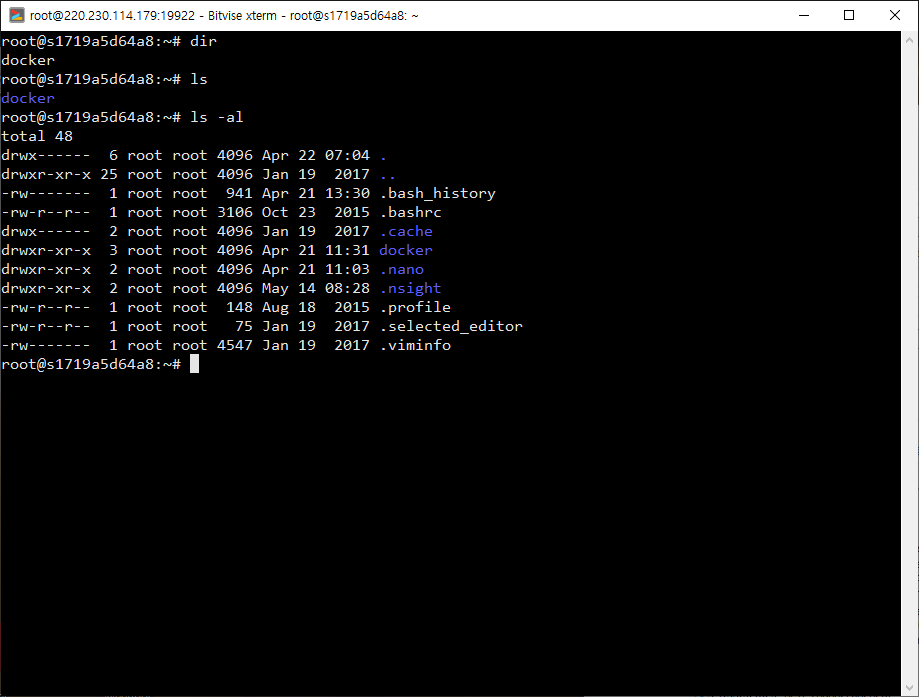 root@220.230.114.179:19922 - Bitvise xterm - root@s1719a5d64a8: ~
root@s1719a5d64a8:~# dir
docker
root@s1719a5d64a8:~# ls
docker
root@s1719a5d64a8:~# ls -al
total 48
drwx------  6 root root 4096 Apr 22 07:04 .
drwxr-xr-x 25 root root 4096 Jan 19  2017 ..
-rw-------  1 root root  941 Apr 21 13:30 .bash_history
-rw-r--r--  1 root root 3106 Oct 23  2015 .bashrc
drwx------  2 root root 4096 Jan 19  2017 .cache
drwxr-xr-x  3 root root 4096 Apr 21 11:31 docker
drwxr-xr-x  2 root root 4096 Apr 21 11:03 .nano
drwxr-xr-x  2 root root 4096 May 14 08:28 .nsight
-rw-r--r--  1 root root  148 Aug 18  2015 .profile
-rw-r--r--  1 root root   75 Jan 19  2017 .selected_editor
-rw-------  1 root root 4547 Jan 19  2017 .viminfo
root@s1719a5d64a8:~#